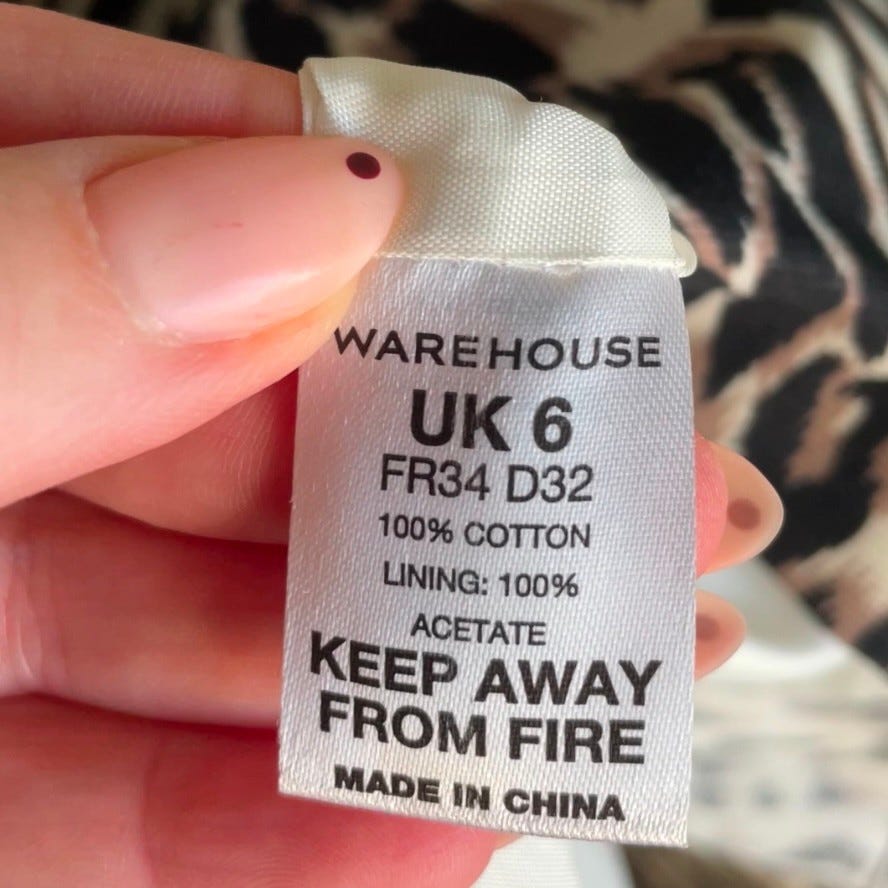 WAREHOUSE
UK 6
FR34 D32
100% COTTON
LINING: 100%
ACETATE
KEEP AWAY
FROM FIRE
MADE IN CHINA